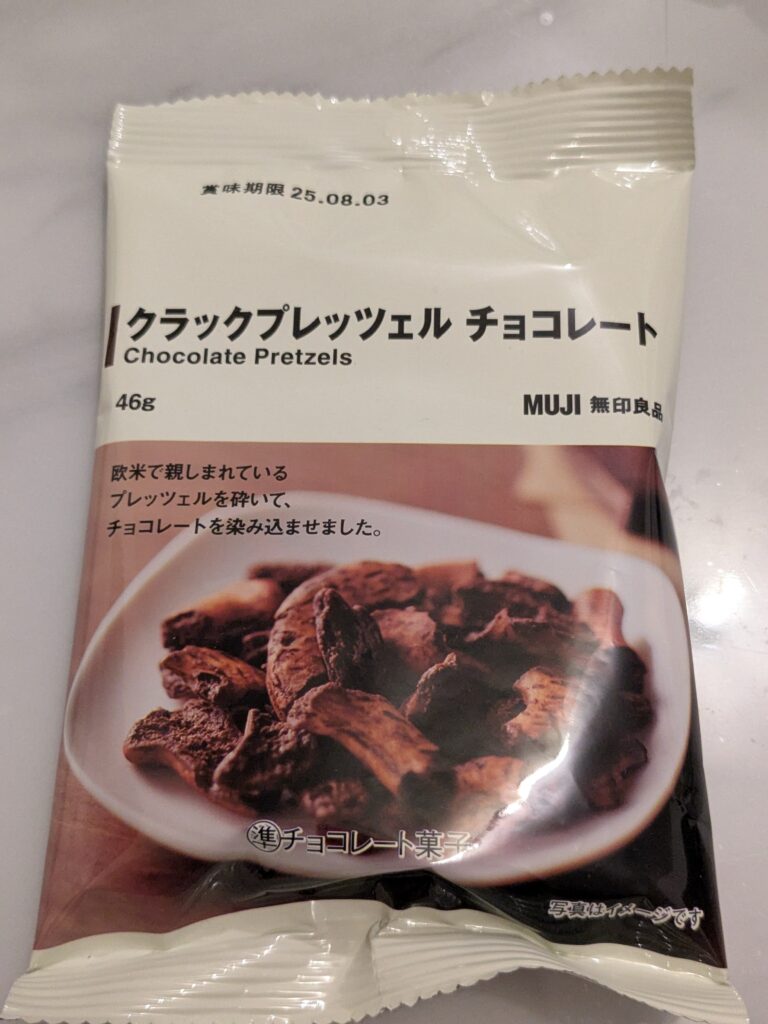 賞味期限 25.08.03
クラックプレッツェル チョコレート
Chocolate Pretzels
46g
MUJI 無印良品
欧米で親しまれている
プレッツェルを砕いて、
チョコレートを染み込ませました。
準チョコレート菓子
写真はイメージです